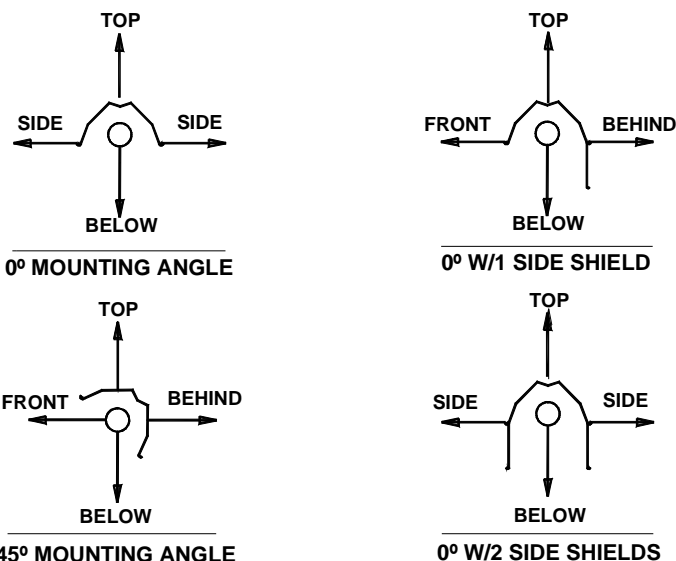 TOP
SIDE SIDE
BELOW
0º MOUNTING ANGLE
TOP
FRONT BEHIND
BELOW
0º W/1 SIDE SHIELD
TOP
FRONT BEHIND
BELOW
45º MOUNTING ANGLE
TOP
SIDE SIDE
BELOW
0º W/2 SIDE SHIELDS